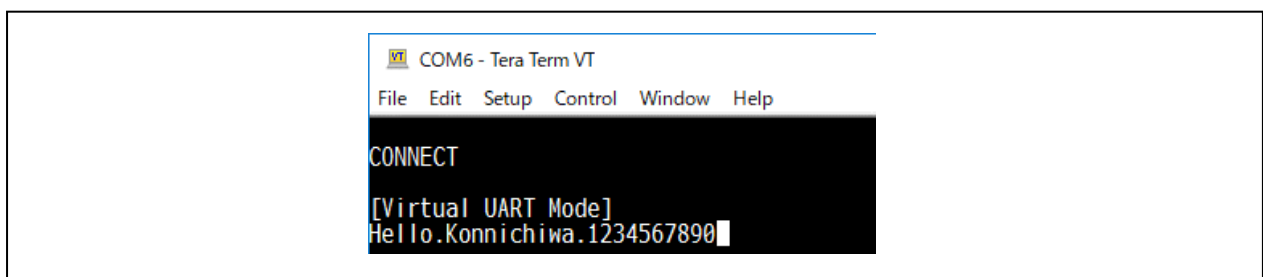 COM6 - Tera Term VT
File Edit Setup Control Window Help
CONNECT
[Virtual UART Mode]
Hello.Konnichiwa.1234567890